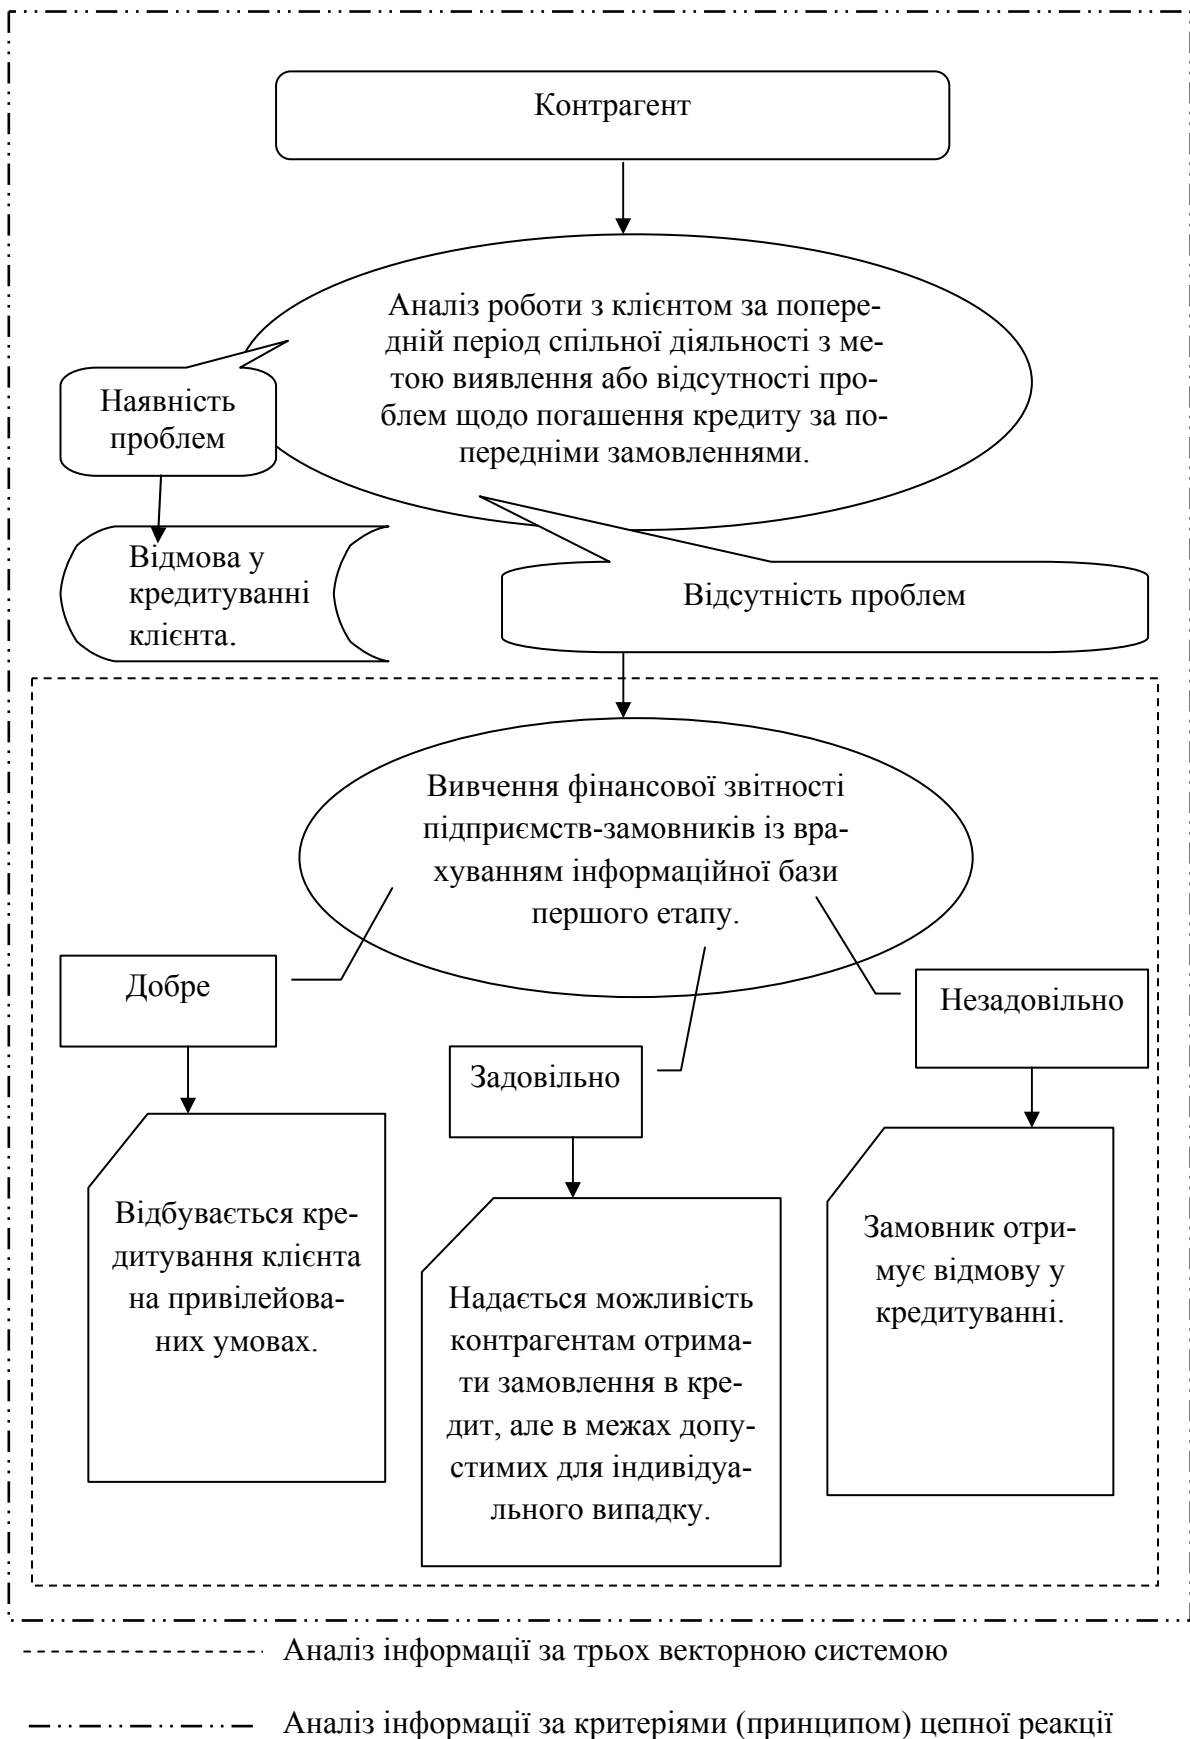 Контрагент
Аналіз роботи з клієнтом за попере-
дній період спільної діяльності з ме-
тою виявлення або відсутності про-
блем щодо погашення кредиту за по-
передніми замовленнями.
Наявність
проблем
Відмова у
кредитуванні
клієнта.
Відсутність проблем
Вивчення фінансової звітності
підприємств-замовників із вра-
хуванням інформаційної бази
першого етапу.
Добре
Задовільно
Незадовільно
Відбувається кре-
дитування клієнта
на привілейова-
них умовах.
Надається можливість
контрагентам отрима-
ти замовлення в кре-
дит, але в межах допу-
стимих для індивідуа-
льного випадку.
Замовник отри-
мує відмову у
кредитуванні.
Аналіз інформації за трьох векторною системою
Аналіз інформації за критеріями (принципом) цепної реакції